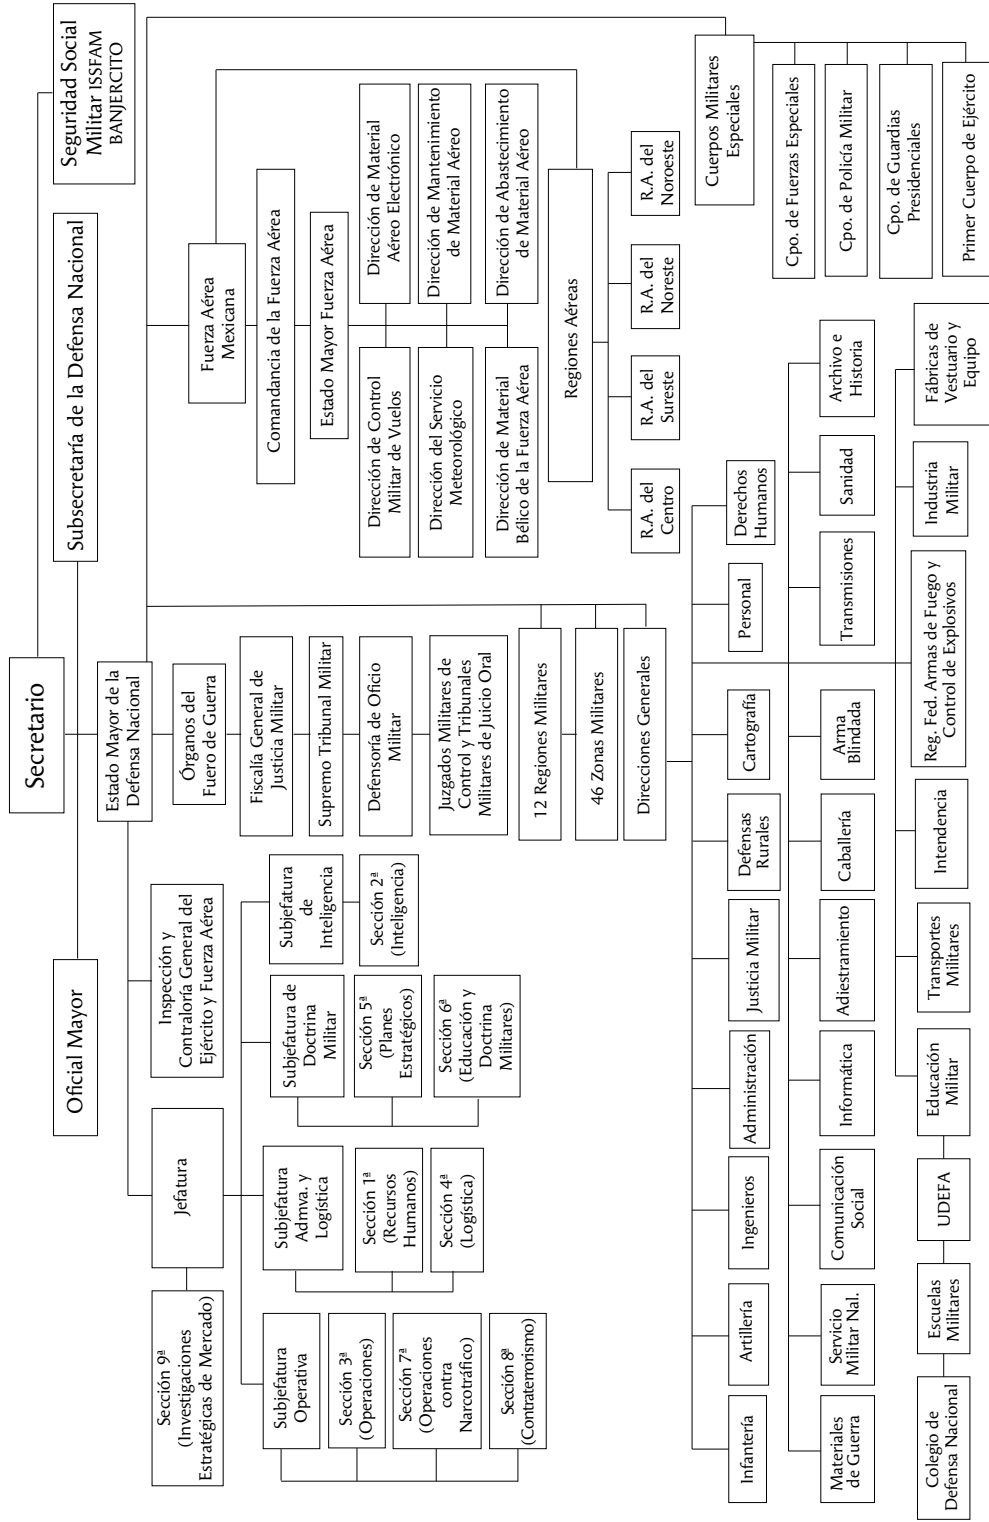 Secretario
Oficial Mayor
Subsecretaría de la Defensa Nacional
Seguridad Social
Militar ISSFAM
BANJERCITO
Estado Mayor de la
Defensa Nacional
Sección 9ª
(Investigaciones
Estratégicas de Mercado)
Jefatura
Inspección y
Contraloría General del
Ejército y Fuerza Aérea
Subjefatura
Operativa
Sección 3ª
(Operaciones)
Sección 7ª
(Operaciones
contra
Narcotráfico)
Sección 8ª
(Contraterrorismo)
Subjefatura
Admva. y
Logística
Sección 1ª
(Recursos
Humanos)
Sección 4ª
(Logística)
Subjefatura de
Doctrina
Militar
Sección 5ª
(Planes
Estratégicos)
Sección 6ª
(Educación y
Doctrina
Militares)
Subjefatura
de
Inteligencia
Sección 2ª
(Inteligencia)
Órganos del
Fuero de Guerra
Fiscalía General de
Justicia Militar
Supremo Tribunal Militar
Defensoría de Oficio
Militar
Juzgados Militares de
Control y Tribunales
Militares de Juicio Oral
12 Regiones Militares
46 Zonas Militares
Direcciones Generales
Fuerza Aérea
Mexicana
Comandancia de la Fuerza Aérea
Estado Mayor Fuerza Aérea
Dirección de Control
Militar de Vuelos
Dirección de Material
Aéreo Electrónico
Dirección del Servicio
Meteorológico
Dirección de Mantenimiento
de Material Aéreo
Dirección de Material
Bélico de la Fuerza Aérea
Dirección de Abastecimiento
de Material Aéreo
Regiones Aéreas
R.A. del
Centro
R.A. del
Sureste
R.A. del
Noreste
R.A. del
Noroeste
Cuerpos Militares
Especiales
Cpo. de Fuerzas Especiales
Cpo. de Policía Militar
Cpo. de Guardias
Presidenciales
Primer Cuerpo de Ejército
Infantería
Artillería
Ingenieros
Administración
Justicia Militar
Defensas
Rurales
Cartografía
Personal
Derechos
Humanos
Materiales
de Guerra
Servicio
Militar Nal.
Comunicación
Social
Informática
Adiestramiento
Caballería
Arma
Blindada
Transmisiones
Sanidad
Archivo e
Historia
Colegio de
Defensa Nacional
Escuelas
Militares
UDEFA
Educación
Militar
Transportes
Militares
Intendencia
Reg. Fed. Armas de Fuego y
Control de Explosivos
Industria
Militar
Fábricas de
Vestuario y
Equipo